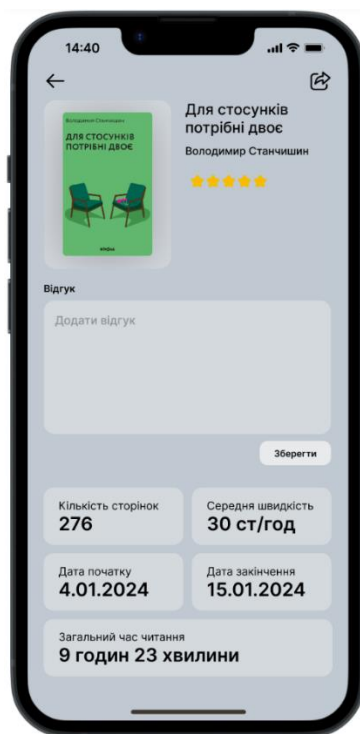 14:40
Володимир Станчишин
ДЛЯ СТОСУНКІВ
ПОТРІБНІ ДВОЄ
Для стосунків
потрібні двоє
Володимир Станчишин
Відгук
Додати відгук
Зберегти
Кількість сторінок
276
Середня швидкість
30 ст/год
Дата початку
4.01.2024
Дата закінчення
15.01.2024
Загальний час читання
9 годин 23 хвилини